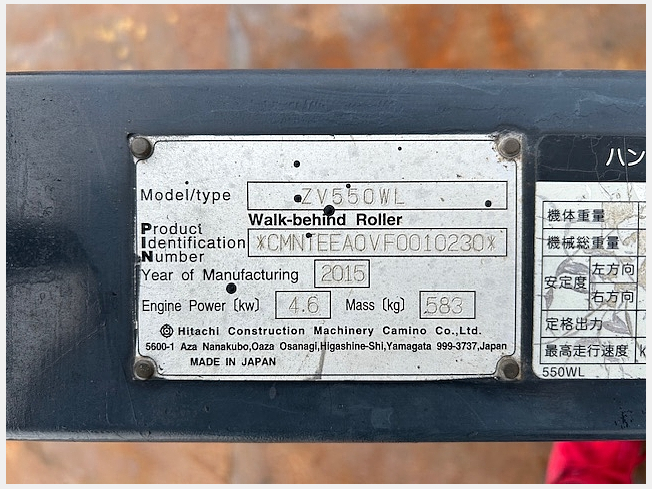 Model/type ZV550WL
Walk-behind Roller
Product Identification Number *CMNTEEA0VF0010230*
Year of Manufacturing 2015
Engine Power (kw) 4.6 Mass (kg) 583
Hitachi Construction Machinery Camino Co.,Ltd.
5600-1 Aza Nanakubo,Oaza Osanagi,Higashine-Shi,Yamagata 999-3737,Japan
MADE IN JAPAN
ハン
機体重量
機械総重量
安定度
左方向
右方向
定格出力
最高走行速度
550WL